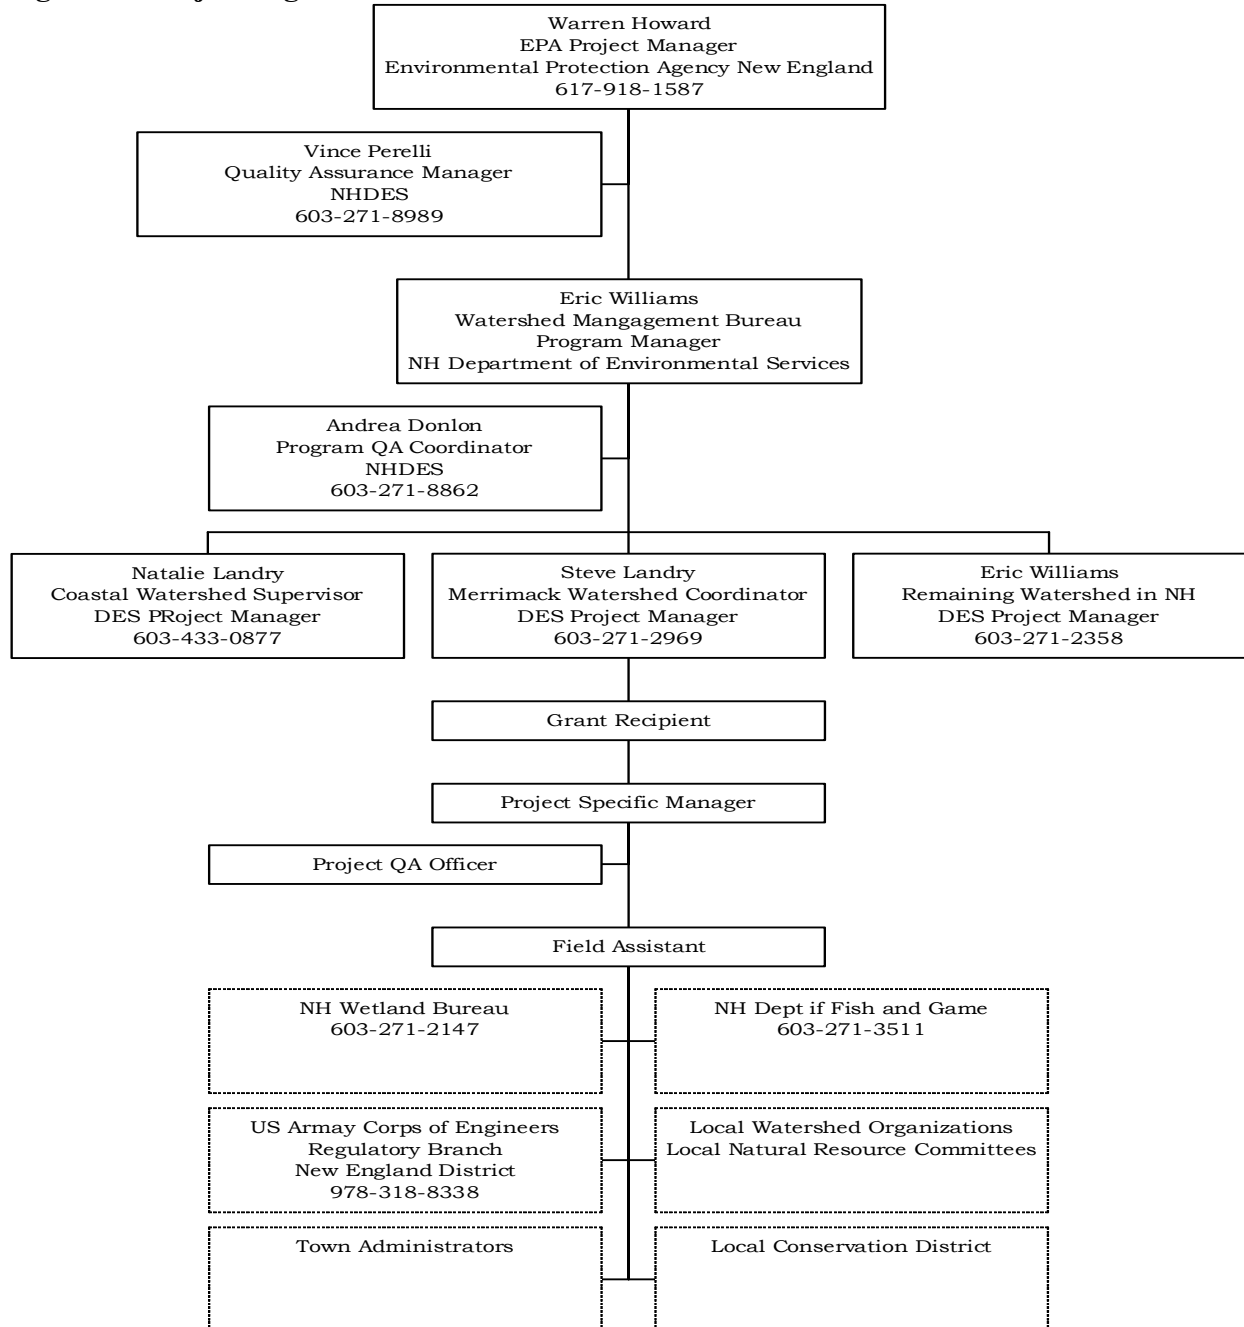 Warren Howard
EPA Project Manager
Environmental Protection Agency New England
617-918-1587
Vince Perelli
Quality Assurance Manager
NHDES
603-271-8989
Eric Williams
Watershed Mangagement Bureau
Program Manager
NH Department of Environmental Services
Andrea Donlon
Program QA Coordinator
NHDES
603-271-8862
Natalie Landry
Coastal Watershed Supervisor
DES PRoject Manager
603-433-0877
Steve Landry
Merrimack Watershed Coordinator
DES Project Manager
603-271-2969
Eric Williams
Remaining Watershed in NH
DES Project Manager
603-271-2358
Grant Recipient
Project Specific Manager
Project QA Officer
Field Assistant
NH Wetland Bureau
603-271-2147
NH Dept if Fish and Game
603-271-3511
US Armay Corps of Engineers
Regulatory Branch
New England District
978-318-8338
Local Watershed Organizations
Local Natural Resource Committees
Town Administrators
Local Conservation District